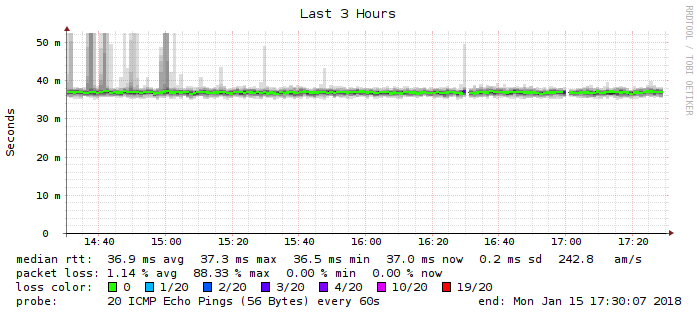 Last 3 Hours
RRDTOOL / TOBI OETIKER
Seconds
50 m
40 m
30 m
20 m
10 m
0
14:40 15:00 15:20 15:40 16:00 16:20 16:40 17:00 17:20
median rtt: 36.9 ms avg 37.3 ms max 36.5 ms min 37.0 ms now 0.2 ms sd 242.8 am/s
packet loss: 1.14 % avg 88.33 % max 0.00 % min 0.00 % now
loss color: 0 1/20 2/20 3/20 4/20 10/20 19/20
probe: 20 ICMP Echo Pings (56 Bytes) every 60s end: Mon Jan 15 17:30:07 2018